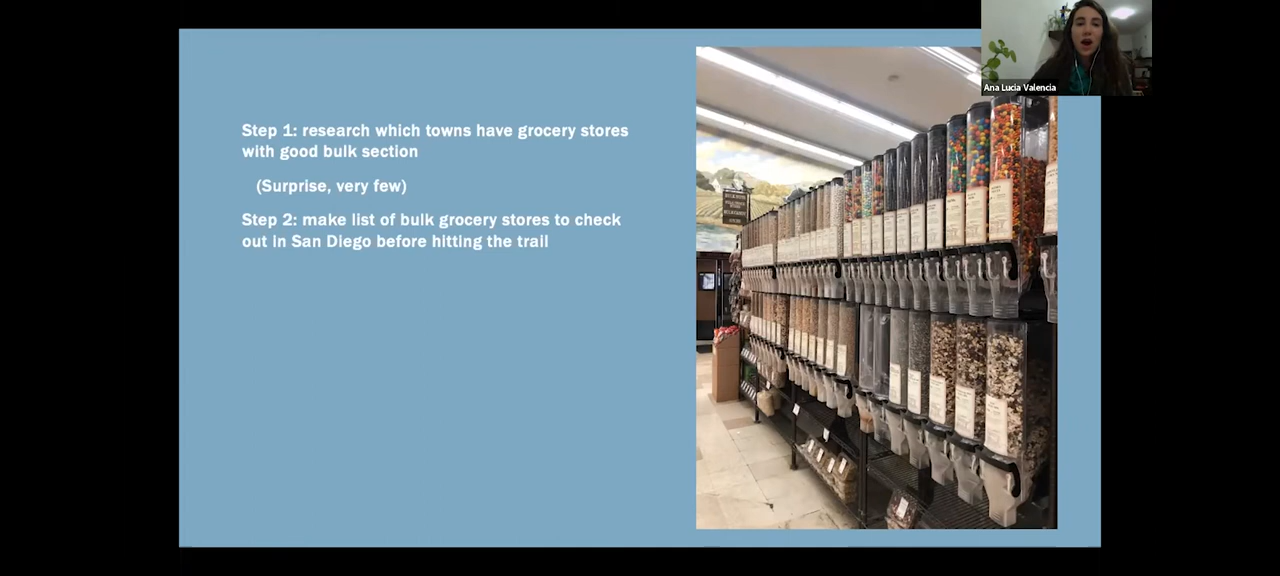 Ana Lucia Valencia
Step 1: research which towns have grocery stores
with good bulk section
(Surprise, very few)
Step 2: make list of bulk grocery stores to check
out in San Diego before hitting the trail